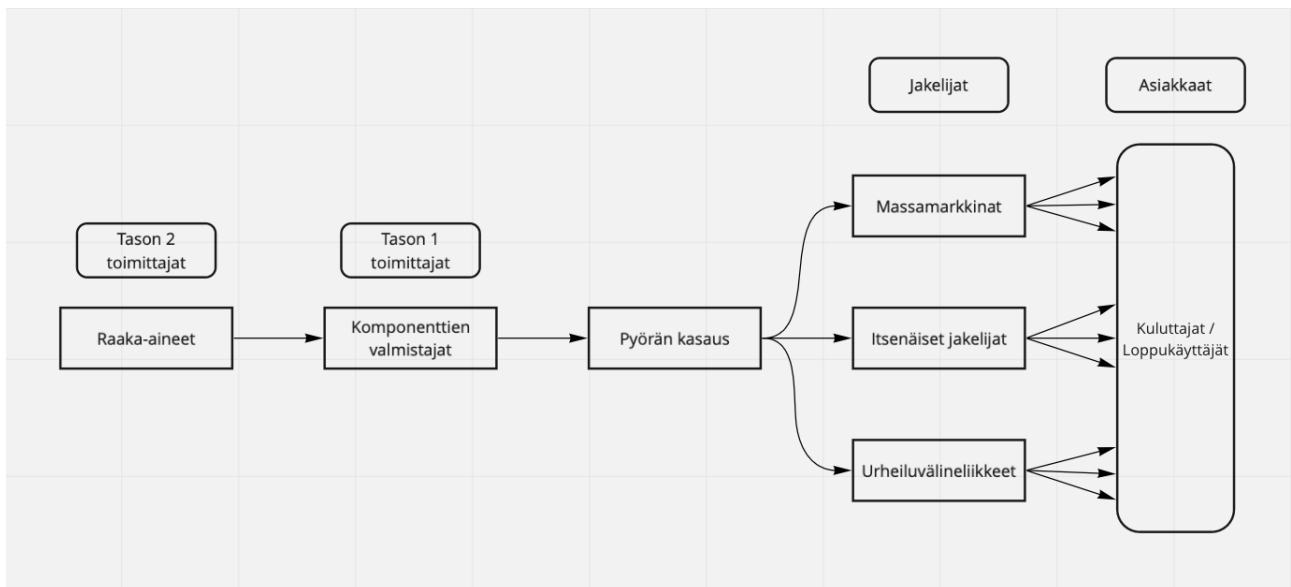 Jakelijat
Asiakkaat
Massamarkkinat
Tason 2
toimittajat
Tason 1
toimittajat
Raaka-aineet
Komponenttien
valmistajat
Pyörän kasaus
Itsenäiset jakelijat
Kuluttajat /
Loppukäyttäjät
Urheiluvälineliikkeet